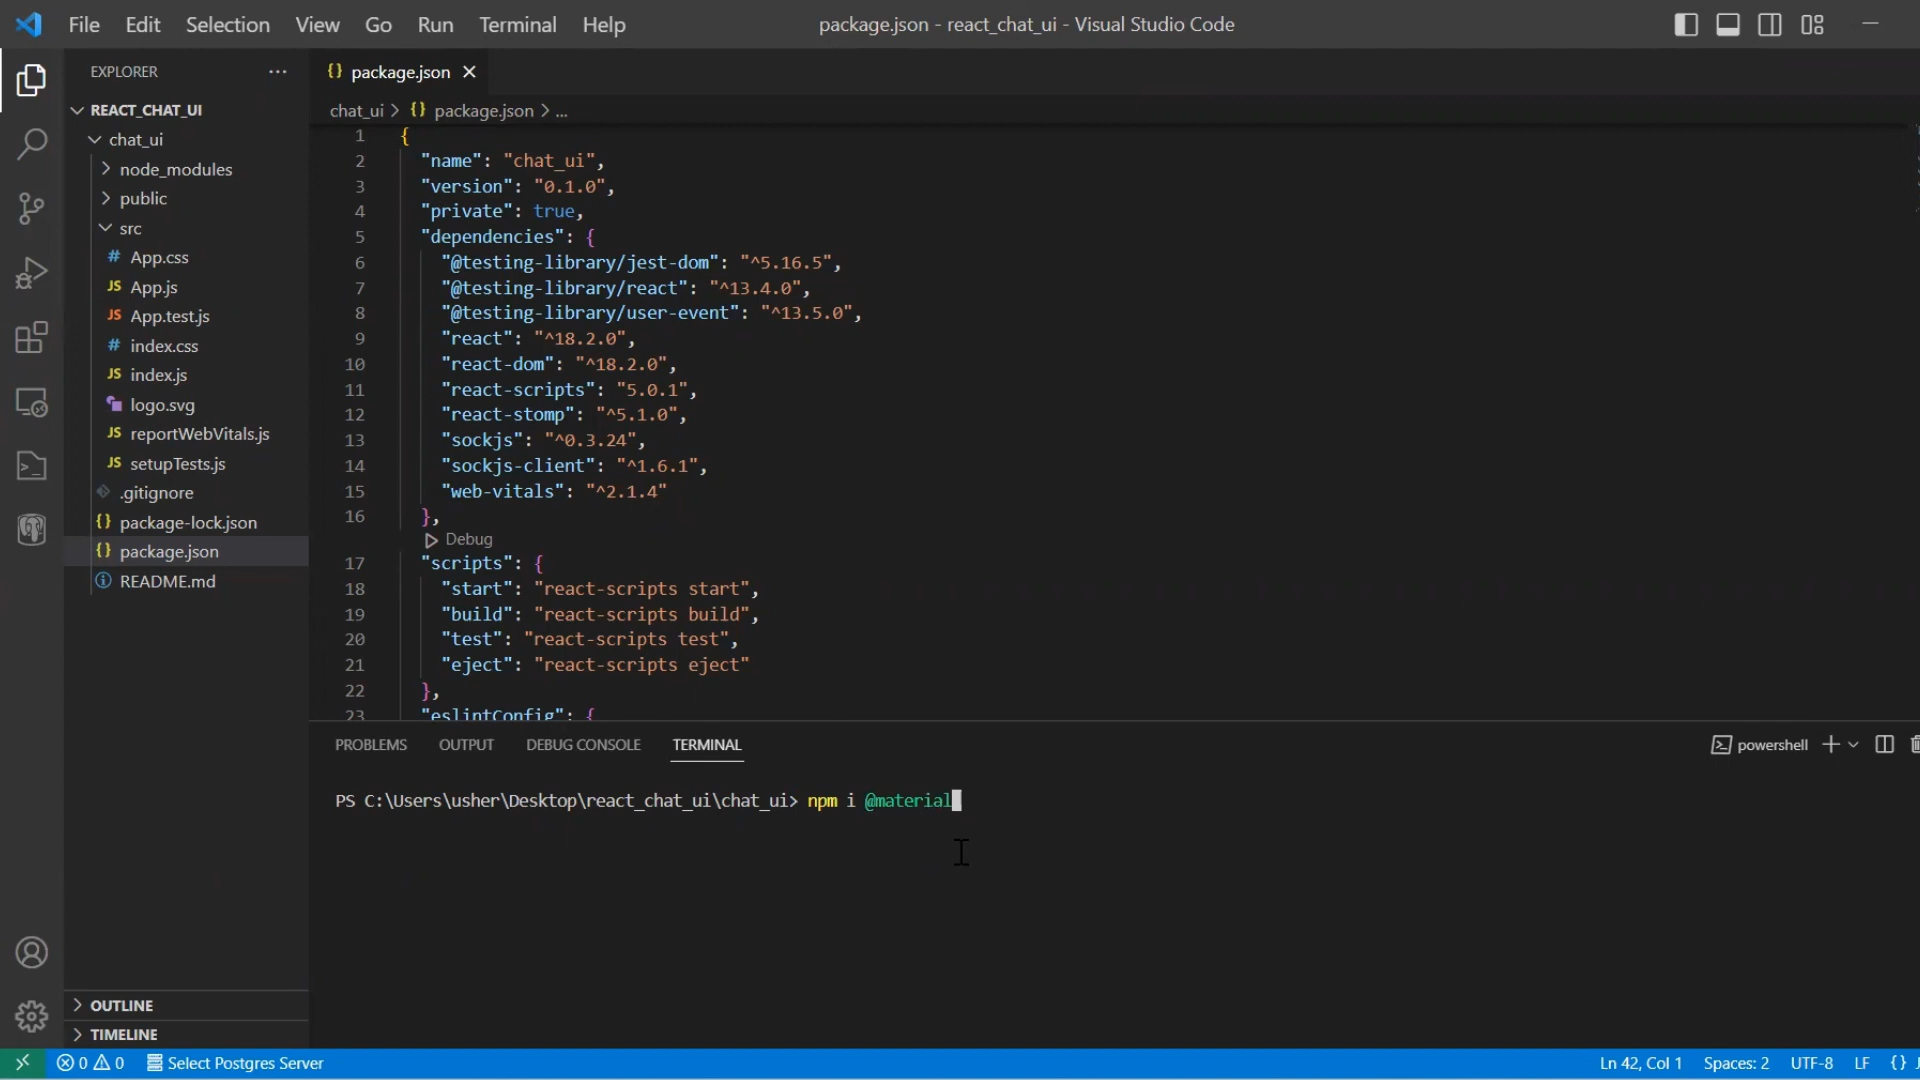 File Edit Selection View Go Run Terminal Help
package.json - react_chat_ui - Visual Studio Code
EXPLORER
REACT_CHAT_UI
chat_ui
node_modules
public
src
# App.css
JS App.js
JS App.test.js
# index.css
JS index.js
logo.svg
JS reportWebVitals.js
JS setupTests.js
.gitignore
{} package-lock.json
{} package.json
README.md
OUTLINE
TIMELINE
{} package.json
chat_ui > {} package.json > ...
1 {
2 "name": "chat_ui",
3 "version": "0.1.0",
4 "private": true,
5 "dependencies": {
6 "@testing-library/jest-dom": "^5.16.5",
7 "@testing-library/react": "^13.4.0",
8 "@testing-library/user-event": "^13.5.0",
9 "react": "^18.2.0",
10 "react-dom": "^18.2.0",
11 "react-scripts": "5.0.1",
12 "react-stomp": "^5.1.0",
13 "sockjs": "^0.3.24",
14 "sockjs-client": "^1.6.1",
15 "web-vitals": "^2.1.4"
16 },
Debug
17 "scripts": {
18 "start": "react-scripts start",
19 "build": "react-scripts build",
20 "test": "react-scripts test",
21 "eject": "react-scripts eject"
22 },
23 "eslintConfig": {
PROBLEMS OUTPUT DEBUG CONSOLE TERMINAL
powershell
PS C:\Users\usher\Desktop\react_chat_ui\chat_ui> npm i @material
0 0 Select Postgres Server
Ln 42, Col 1 Spaces: 2 UTF-8 LF {}